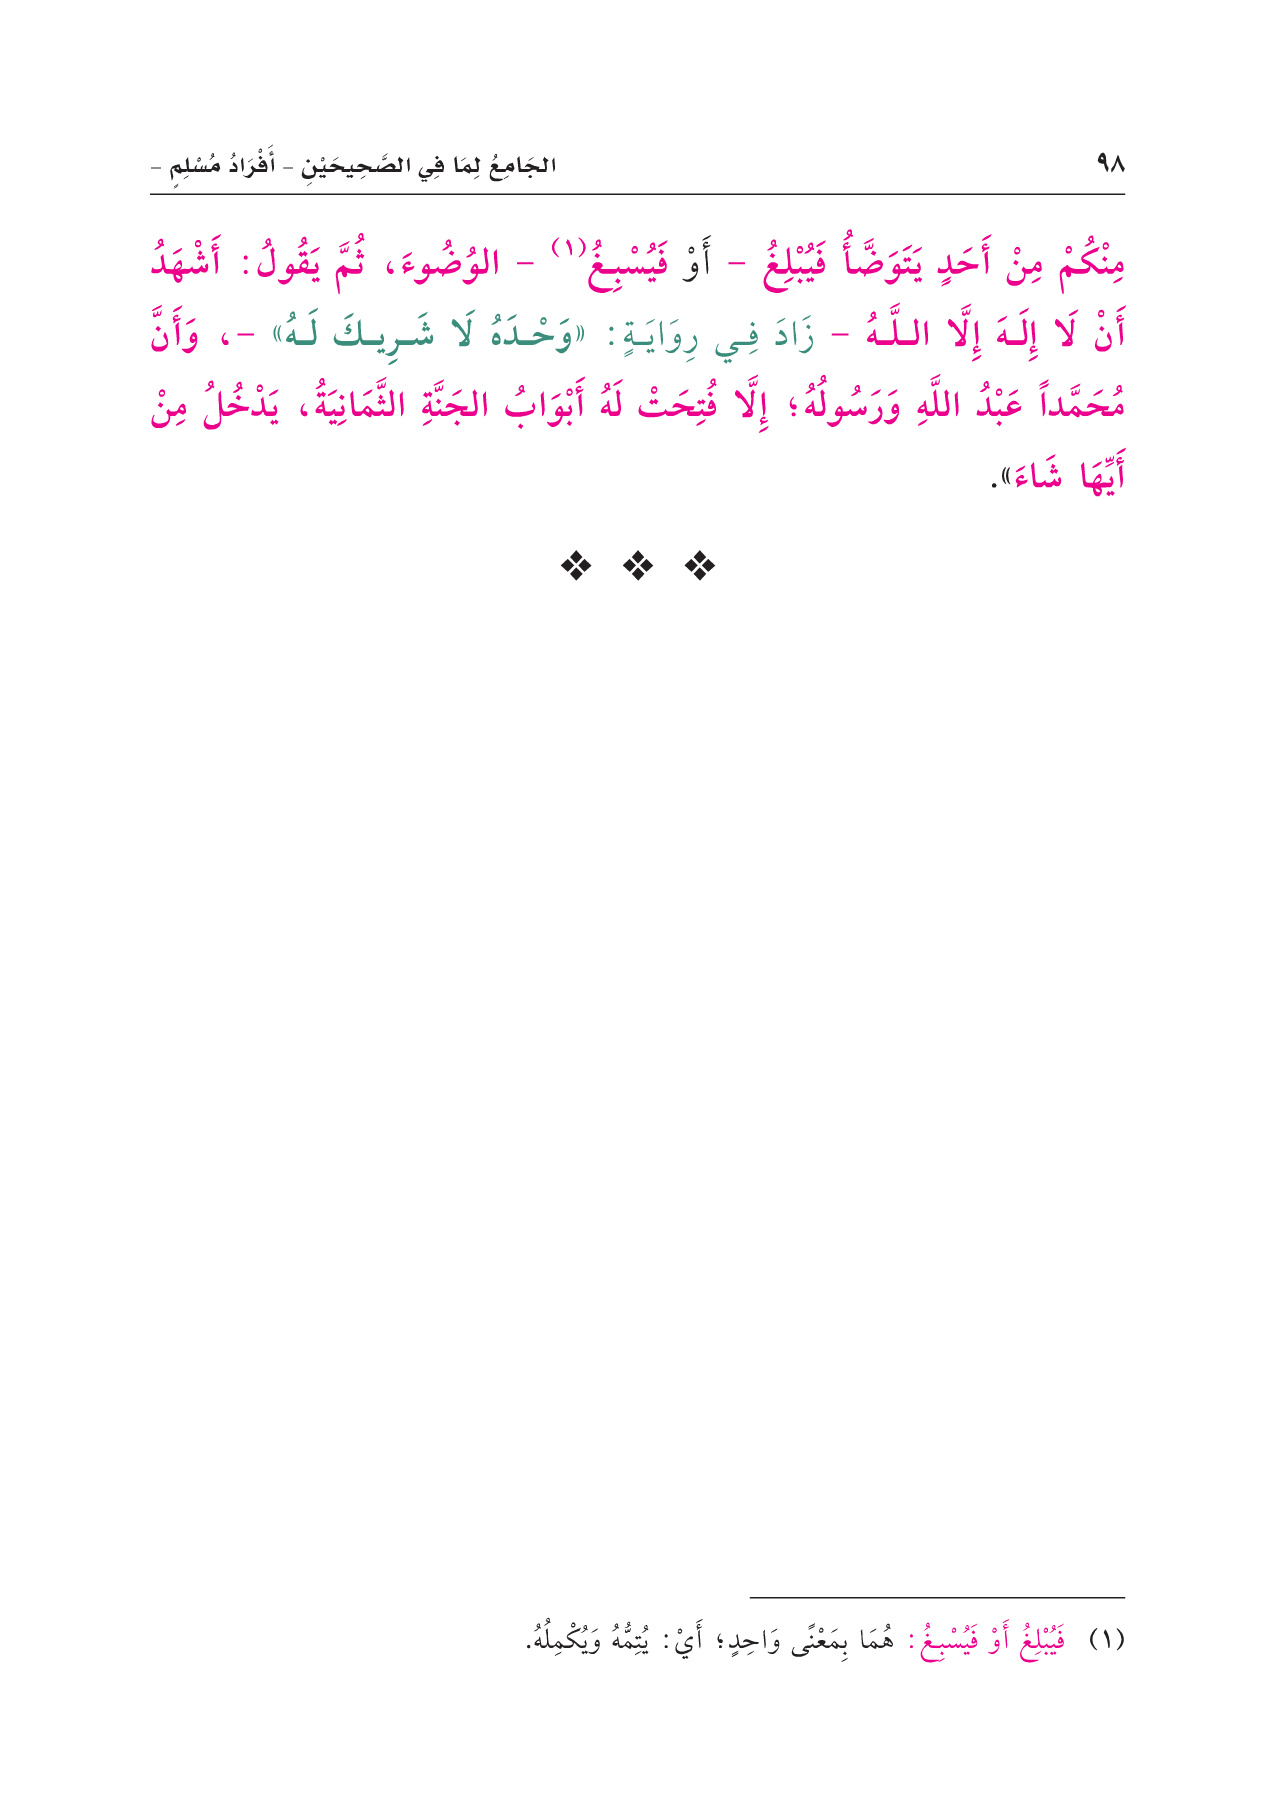 ٩٨ الجَامِعُ لِمَا فِي الصَّحِيحَيْنِ - أَفْرَادُ مُسْلِمٍ -
مِنْكُمْ مِنْ أَحَدٍ يَتَوَضَّأُ فَيُبْلِغُ - أَوْ فَيُسْبِغُ(١) - الوُضُوءَ، ثُمَّ يَقُولُ: أَشْهَدُ
أَنْ لَا إِلَهَ إِلَّا اللَّهُ - زَادَ فِي رِوَايَةٍ: «وَحْدَهُ لَا شَرِيكَ لَهُ» -، وَأَنَّ
مُحَمَّداً عَبْدُ اللَّهِ وَرَسُولُهُ؛ إِلَّا فُتِحَتْ لَهُ أَبْوَابُ الجَنَّةِ الثَّمَانِيَةُ، يَدْخُلُ مِنْ
أَيِّهَا شَاءَ».
(١) فَيُبْلِغُ أَوْ فَيُسْبِغُ: هُمَا بِمَعْنًى وَاحِدٍ؛ أَيْ: يُتِمُّهُ وَيُكْمِلُهُ.